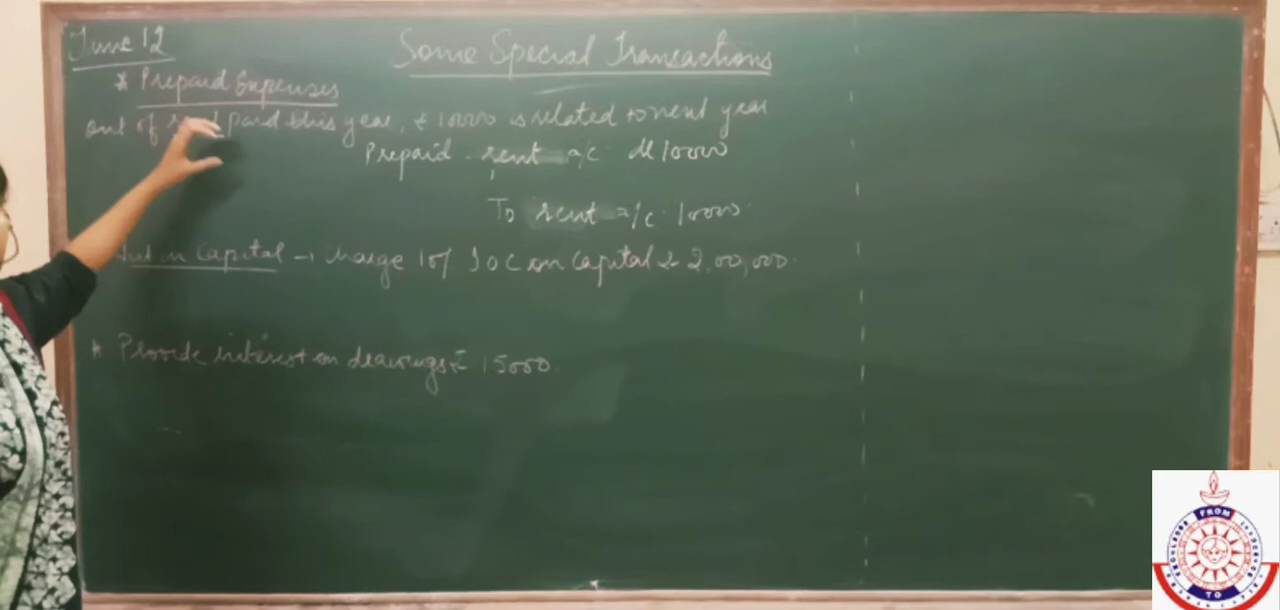 June 12
Some Special Transactions
* Prepaid Expenses
out of rent paid this year, ₹ 10000 is related to next year
Prepaid rent a/c dr 10000
To rent a/c 10000
Int on Capital → Charge 10% IOC on Capital ₹ 2,00,000.
* Provide interest on drawings ₹ 15000.
FROM
TO